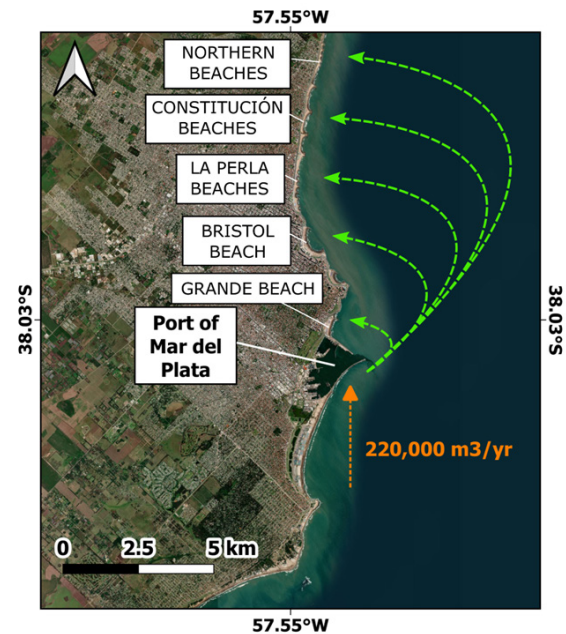 57.55°W
NORTHERN
BEACHES
CONSTITUCIÓN
BEACHES
LA PERLA
BEACHES
BRISTOL
BEACH
GRANDE BEACH
38.03°S
38.03°S
Port of
Mar del
Plata
220,000 m3/yr
0 2.5 5 km
57.55°W